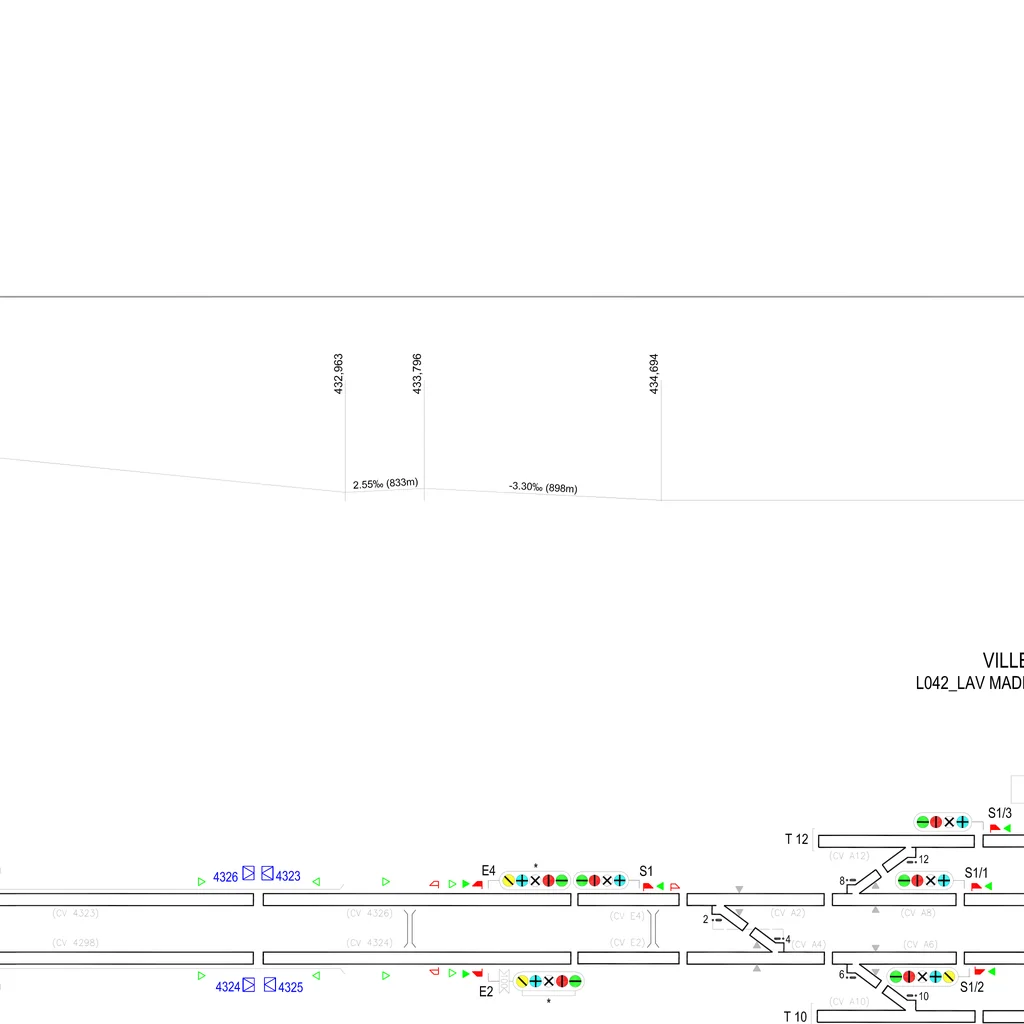 432,963
433,796
434,694
2.55‰ (833m)
-3.30‰ (898m)
VILLE
L042_LAV MADI
S1/3
T 12
(CV A12)
12
4326
4323
E4
*
S1
8
S1/1
(CV 4323)
(CV 4326)
(CV E4)
2
(CV A2)
(CV A8)
(CV 4298)
(CV 4324)
(CV E2)
4
(CV A4)
(CV A6)
4324
4325
E2
*
6
S1/2
(CV A10)
10
T 10